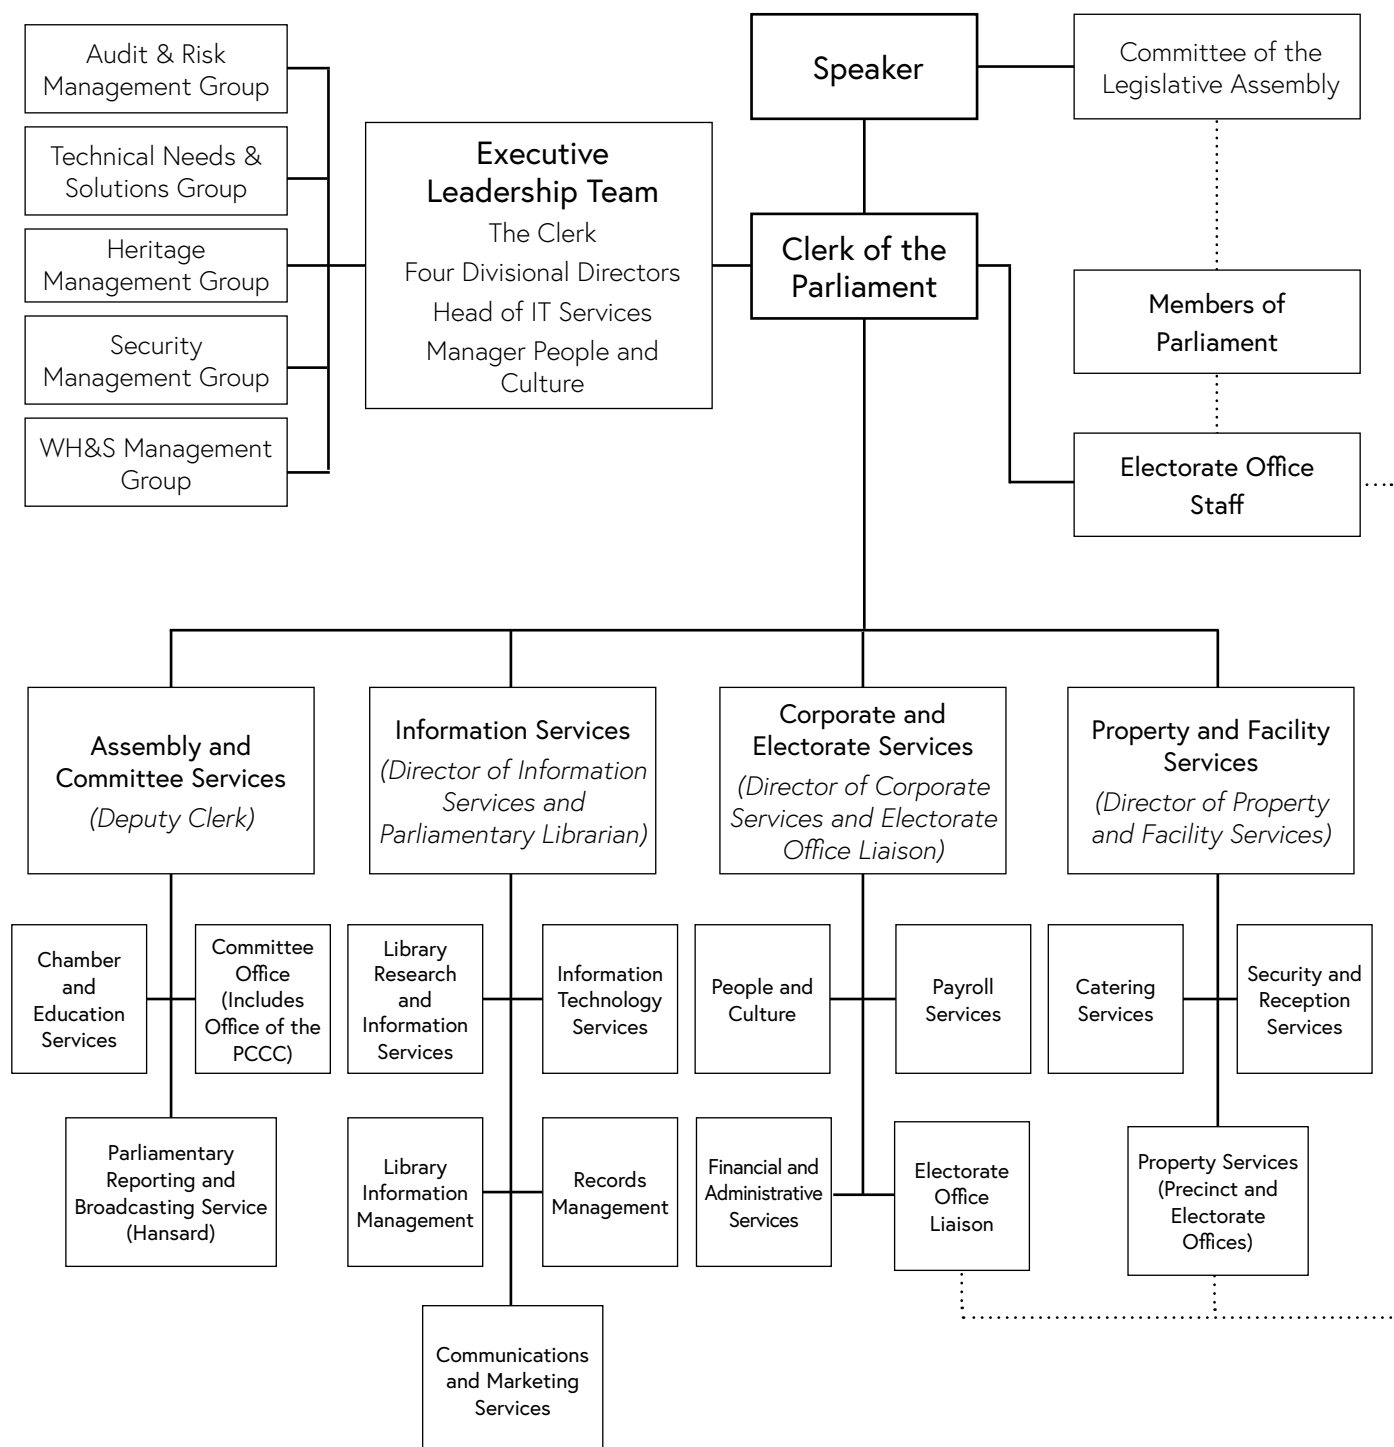 Audit & Risk
Management Group
Technical Needs &
Solutions Group
Heritage
Management Group
Security
Management Group
WH&S Management
Group
Executive
Leadership Team
The Clerk
Four Divisional Directors
Head of IT Services
Manager People and
Culture
Speaker
Clerk of the
Parliament
Committee of the
Legislative Assembly
Members of
Parliament
Electorate Office
Staff
Assembly and
Committee Services
(Deputy Clerk)
Chamber
and
Education
Services
Committee
Office
(Includes
Office of the
PCCC)
Parliamentary
Reporting and
Broadcasting Service
(Hansard)
Information Services
(Director of Information
Services and
Parliamentary Librarian)
Library
Research
and
Information
Services
Information
Technology
Services
Library
Information
Management
Records
Management
Communications
and Marketing
Services
Corporate and
Electorate Services
(Director of Corporate
Services and Electorate
Office Liaison)
People and
Culture
Payroll
Services
Financial and
Administrative
Services
Electorate
Office
Liaison
Property and Facility
Services
(Director of Property
and Facility Services)
Catering
Services
Security and
Reception
Services
Property Services
(Precinct and
Electorate
Offices)